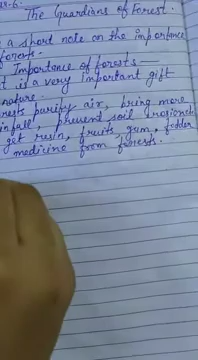 The Guardians of Forest.
a short note on the importance
forests.
Importance of forests —
t is a very important gift
nature.
rests purify air, bring more
infall, prevent soil erosion &
get resin, fruits, gum, fodder
medicine from forests.